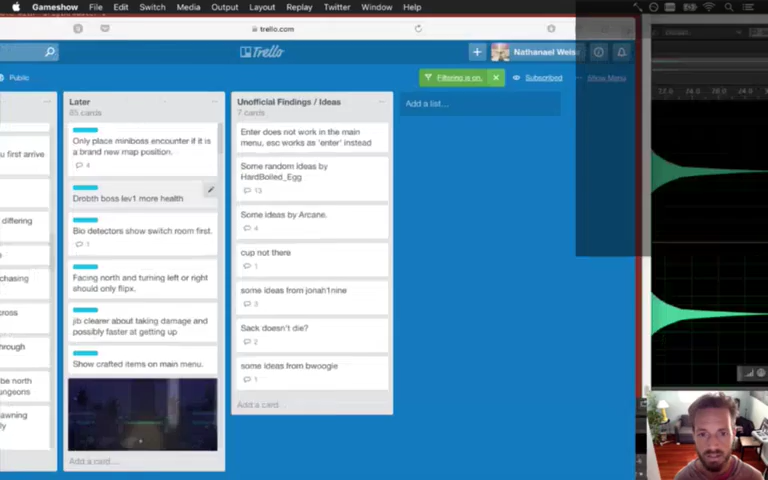 Gameshow File Edit Switch Media Output Layout Replay Twitter Window Help
trello.com
Trello
Nathanael Weiss
Public
Filtering is on.
Subscribed
Show Menu
u first arrive
differing
chasing
cross
hrough
be north
ungeons
awning
Later
85 cards
Only place miniboss encounter if it is
a brand new map position.
4
Drobth boss lev1 more health
Bio detectors show switch room first.
1
Facing north and turning left or right
should only flipx.
jib clearer about taking damage and
possibly faster at getting up
Show crafted items on main menu.
Add a card...
Unofficial Findings / Ideas
7 cards
Enter does not work in the main
menu, esc works as 'enter' instead
Some random ideas by
HardBoiled_Egg
13
Some ideas by Arcane.
4
cup not there
1
some ideas from jonah1nine
3
Sack doesn't die?
2
some ideas from bwoogie
1
Add a card...
Add a list...